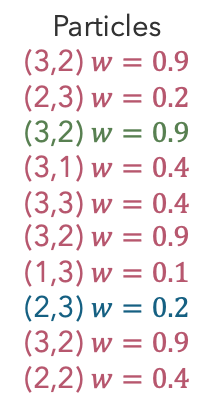 Particles
(3,2) w = 0.9
(2,3) w = 0.2
(3,2) w = 0.9
(3,1) w = 0.4
(3,3) w = 0.4
(3,2) w = 0.9
(1,3) w = 0.1
(2,3) w = 0.2
(3,2) w = 0.9
(2,2) w = 0.4